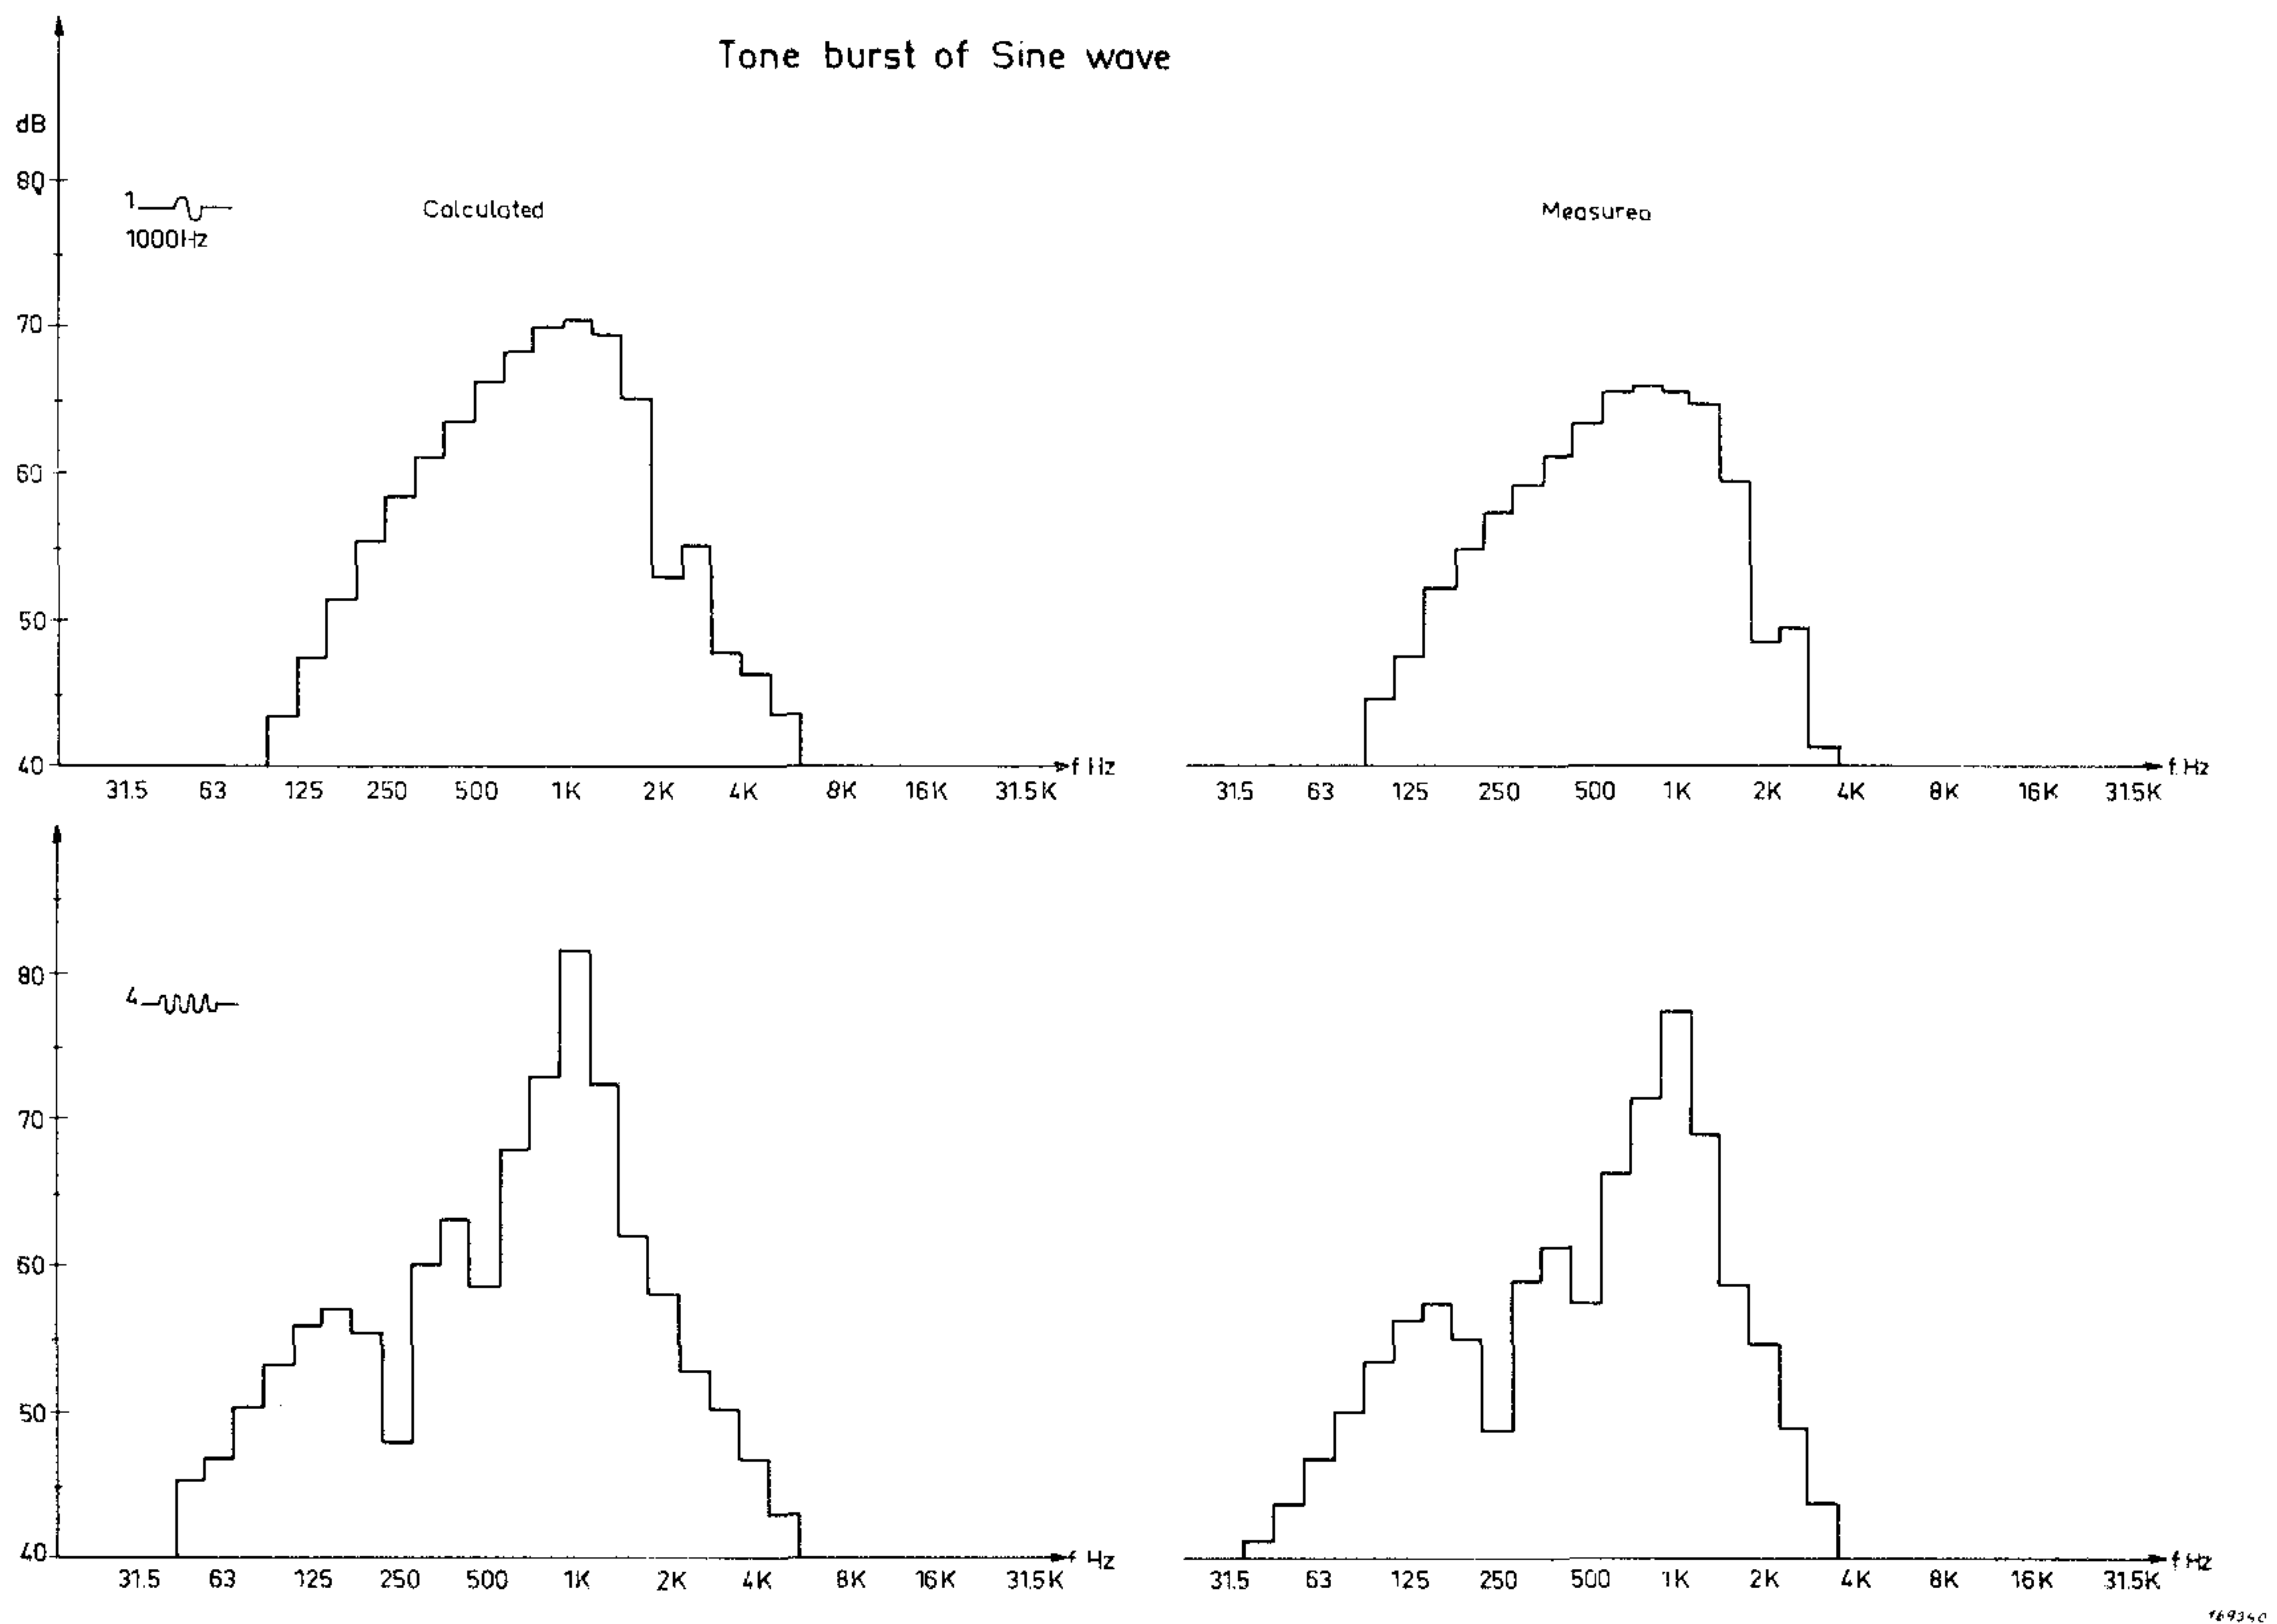 Tone burst of Sine wave
dB
80
1
1000Hz
Calculated
Measured
70
60
50
40
f Hz
31.5 63 125 250 500 1K 2K 4K 8K 16K 31.5K
f Hz
31.5 63 125 250 500 1K 2K 4K 8K 16K 31.5K
80
4
70
60
50
40
f Hz
31.5 63 125 250 500 1K 2K 4K 8K 16K 31.5K
f Hz
31.5 63 125 250 500 1K 2K 4K 8K 16K 31.5K
169340